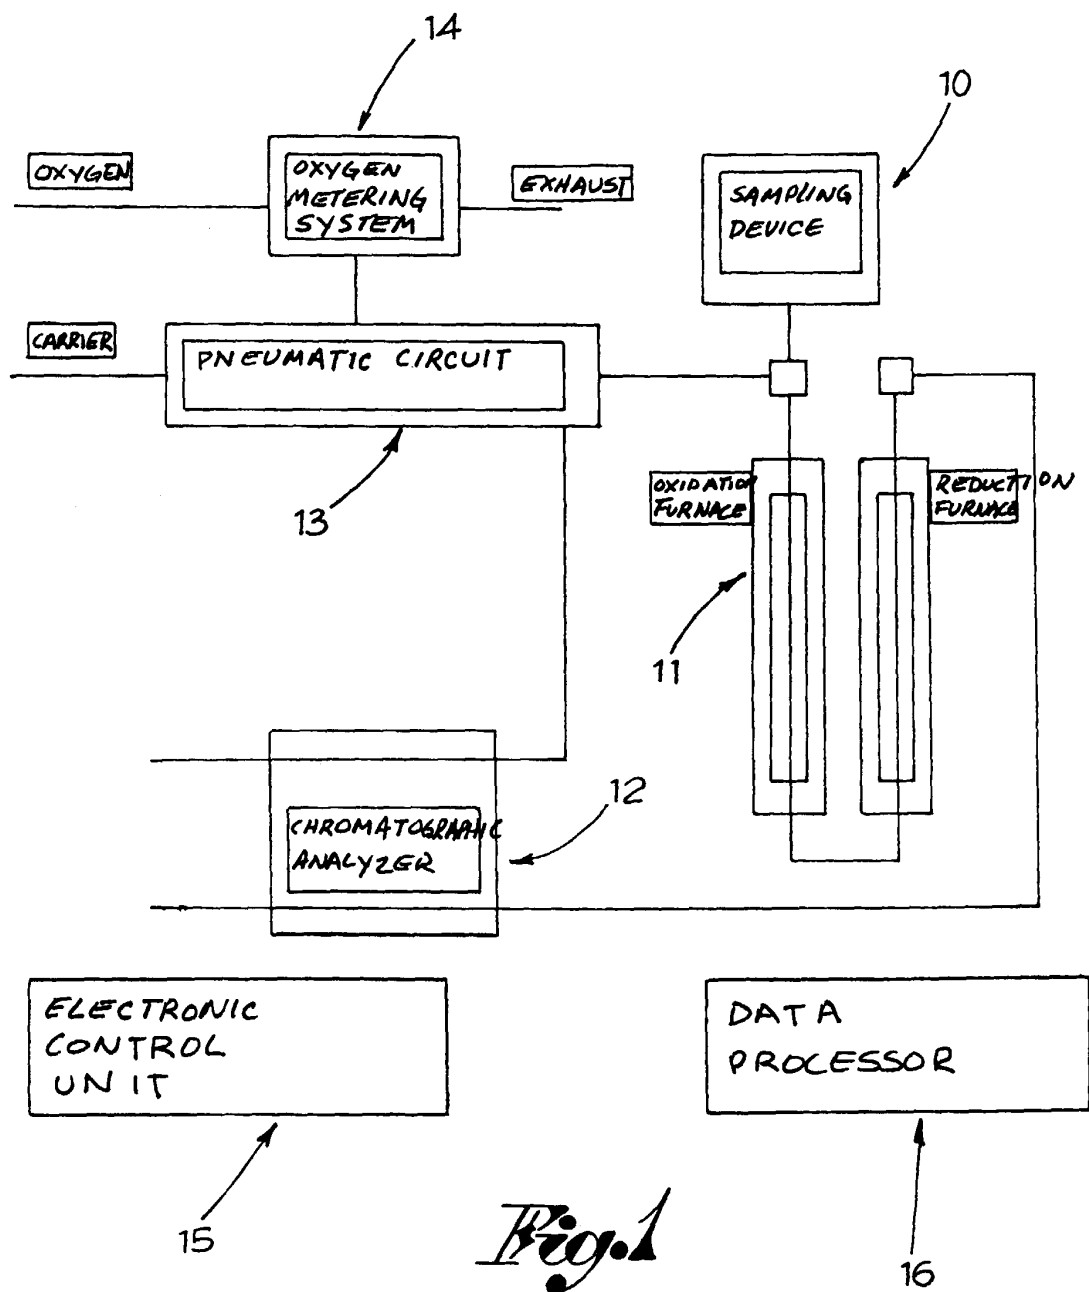 14
10
OXYGEN
OXYGEN
METERING
SYSTEM
EXHAUST
SAMPLING
DEVICE
CARRIER
PNEUMATIC CIRCUIT
13
OXIDATION
FURNACE
REDUCTION
FURNACE
11
12
CHROMATOGRAPHIC
ANALYZER
ELECTRONIC
CONTROL
UNIT
DATA
PROCESSOR
15
Fig.1
16